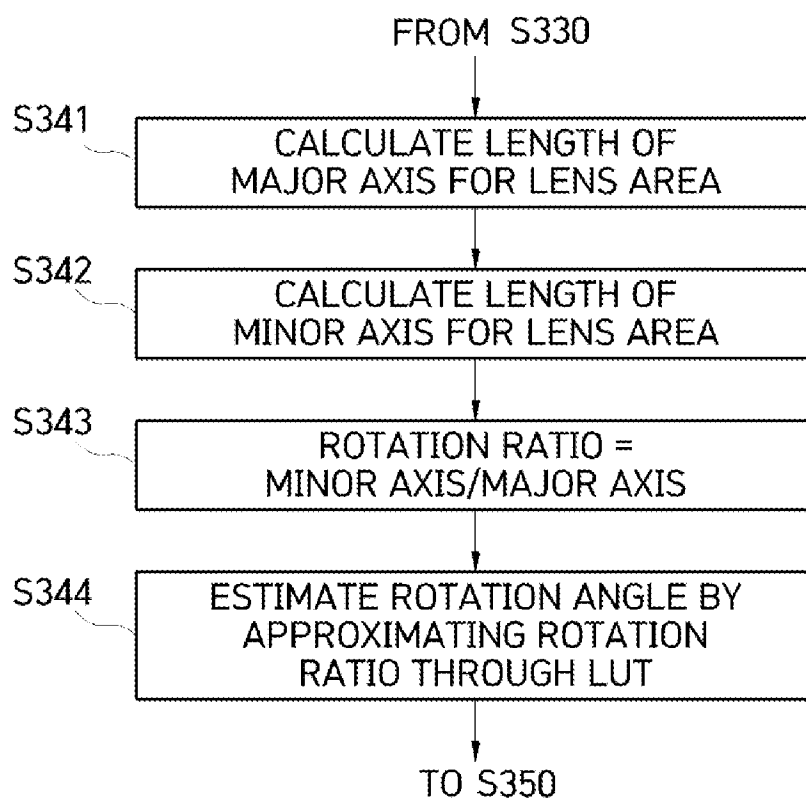 FROM S330
S341
CALCULATE LENGTH OF
MAJOR AXIS FOR LENS AREA
S342
CALCULATE LENGTH OF
MINOR AXIS FOR LENS AREA
S343
ROTATION RATIO =
MINOR AXIS/MAJOR AXIS
S344
ESTIMATE ROTATION ANGLE BY
APPROXIMATING ROTATION
RATIO THROUGH LUT
TO S350